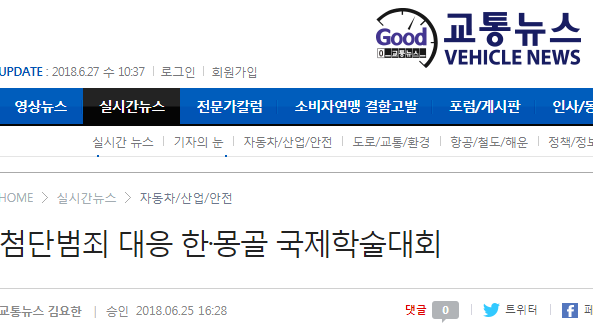 Good 교통뉴스
교통뉴스
VEHICLE NEWS
UPDATE : 2018.6.27 수 10:37 로그인 회원가입
영상뉴스 실시간뉴스 전문가칼럼 소비자연맹 결함고발 포럼/게시판 인사/
실시간 뉴스 기자의 눈 자동차/산업/안전 도로/교통/환경 항공/철도/해운 정책/정보
HOME > 실시간뉴스 > 자동차/산업/안전
첨단범죄 대응 한·몽골 국제학술대회
교통뉴스 김요한 | 승인 2018.06.25 16:28 댓글 0 트위터